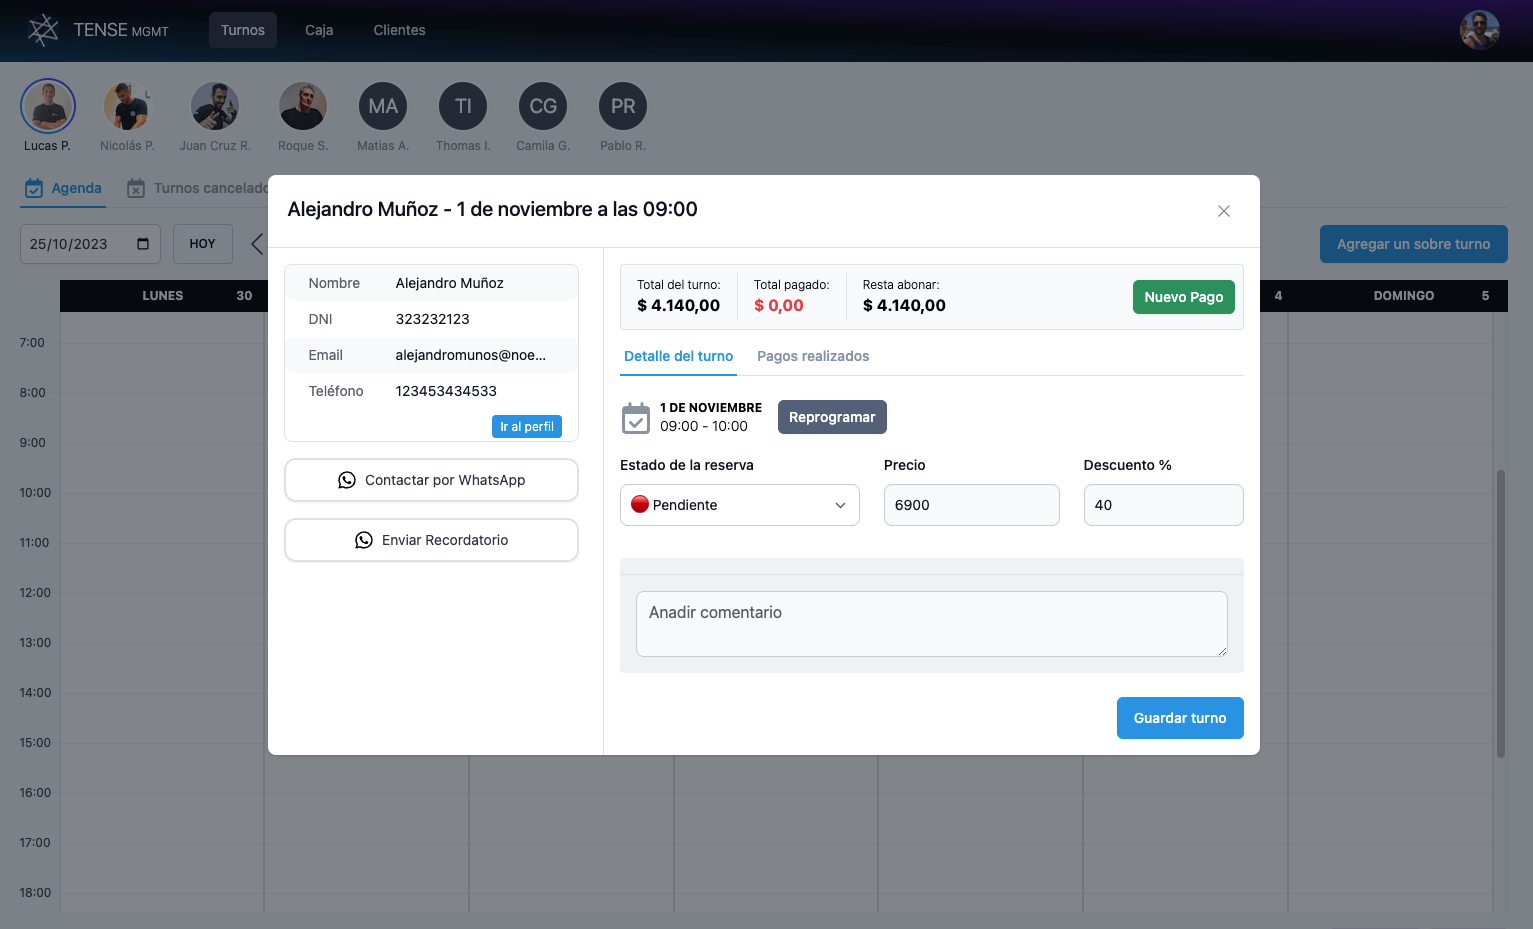 TENSE MGMT
Turnos
Caja
Clientes
MA
TI
CG
PR
Lucas P.
Nicolás P.
Juan Cruz R.
Roque S.
Matias A.
Thomas I.
Camila G.
Pablo R.
Agenda
Turnos cancelado
25/10/2023
HOY
Agregar un sobre turno
LUNES 30
4
DOMINGO 5
7:00
8:00
9:00
10:00
11:00
12:00
13:00
14:00
15:00
16:00
17:00
18:00
Alejandro Muñoz - 1 de noviembre a las 09:00
Nombre Alejandro Muñoz
DNI 323232123
Email alejandromunos@noe...
Teléfono 123453434533
Ir al perfil
Contactar por WhatsApp
Enviar Recordatorio
Total del turno:
$ 4.140,00
Total pagado:
$ 0,00
Resta abonar:
$ 4.140,00
Nuevo Pago
Detalle del turno
Pagos realizados
1 DE NOVIEMBRE
09:00 - 10:00
Reprogramar
Estado de la reserva
Pendiente
Precio
6900
Descuento %
40
Anadir comentario
Guardar turno